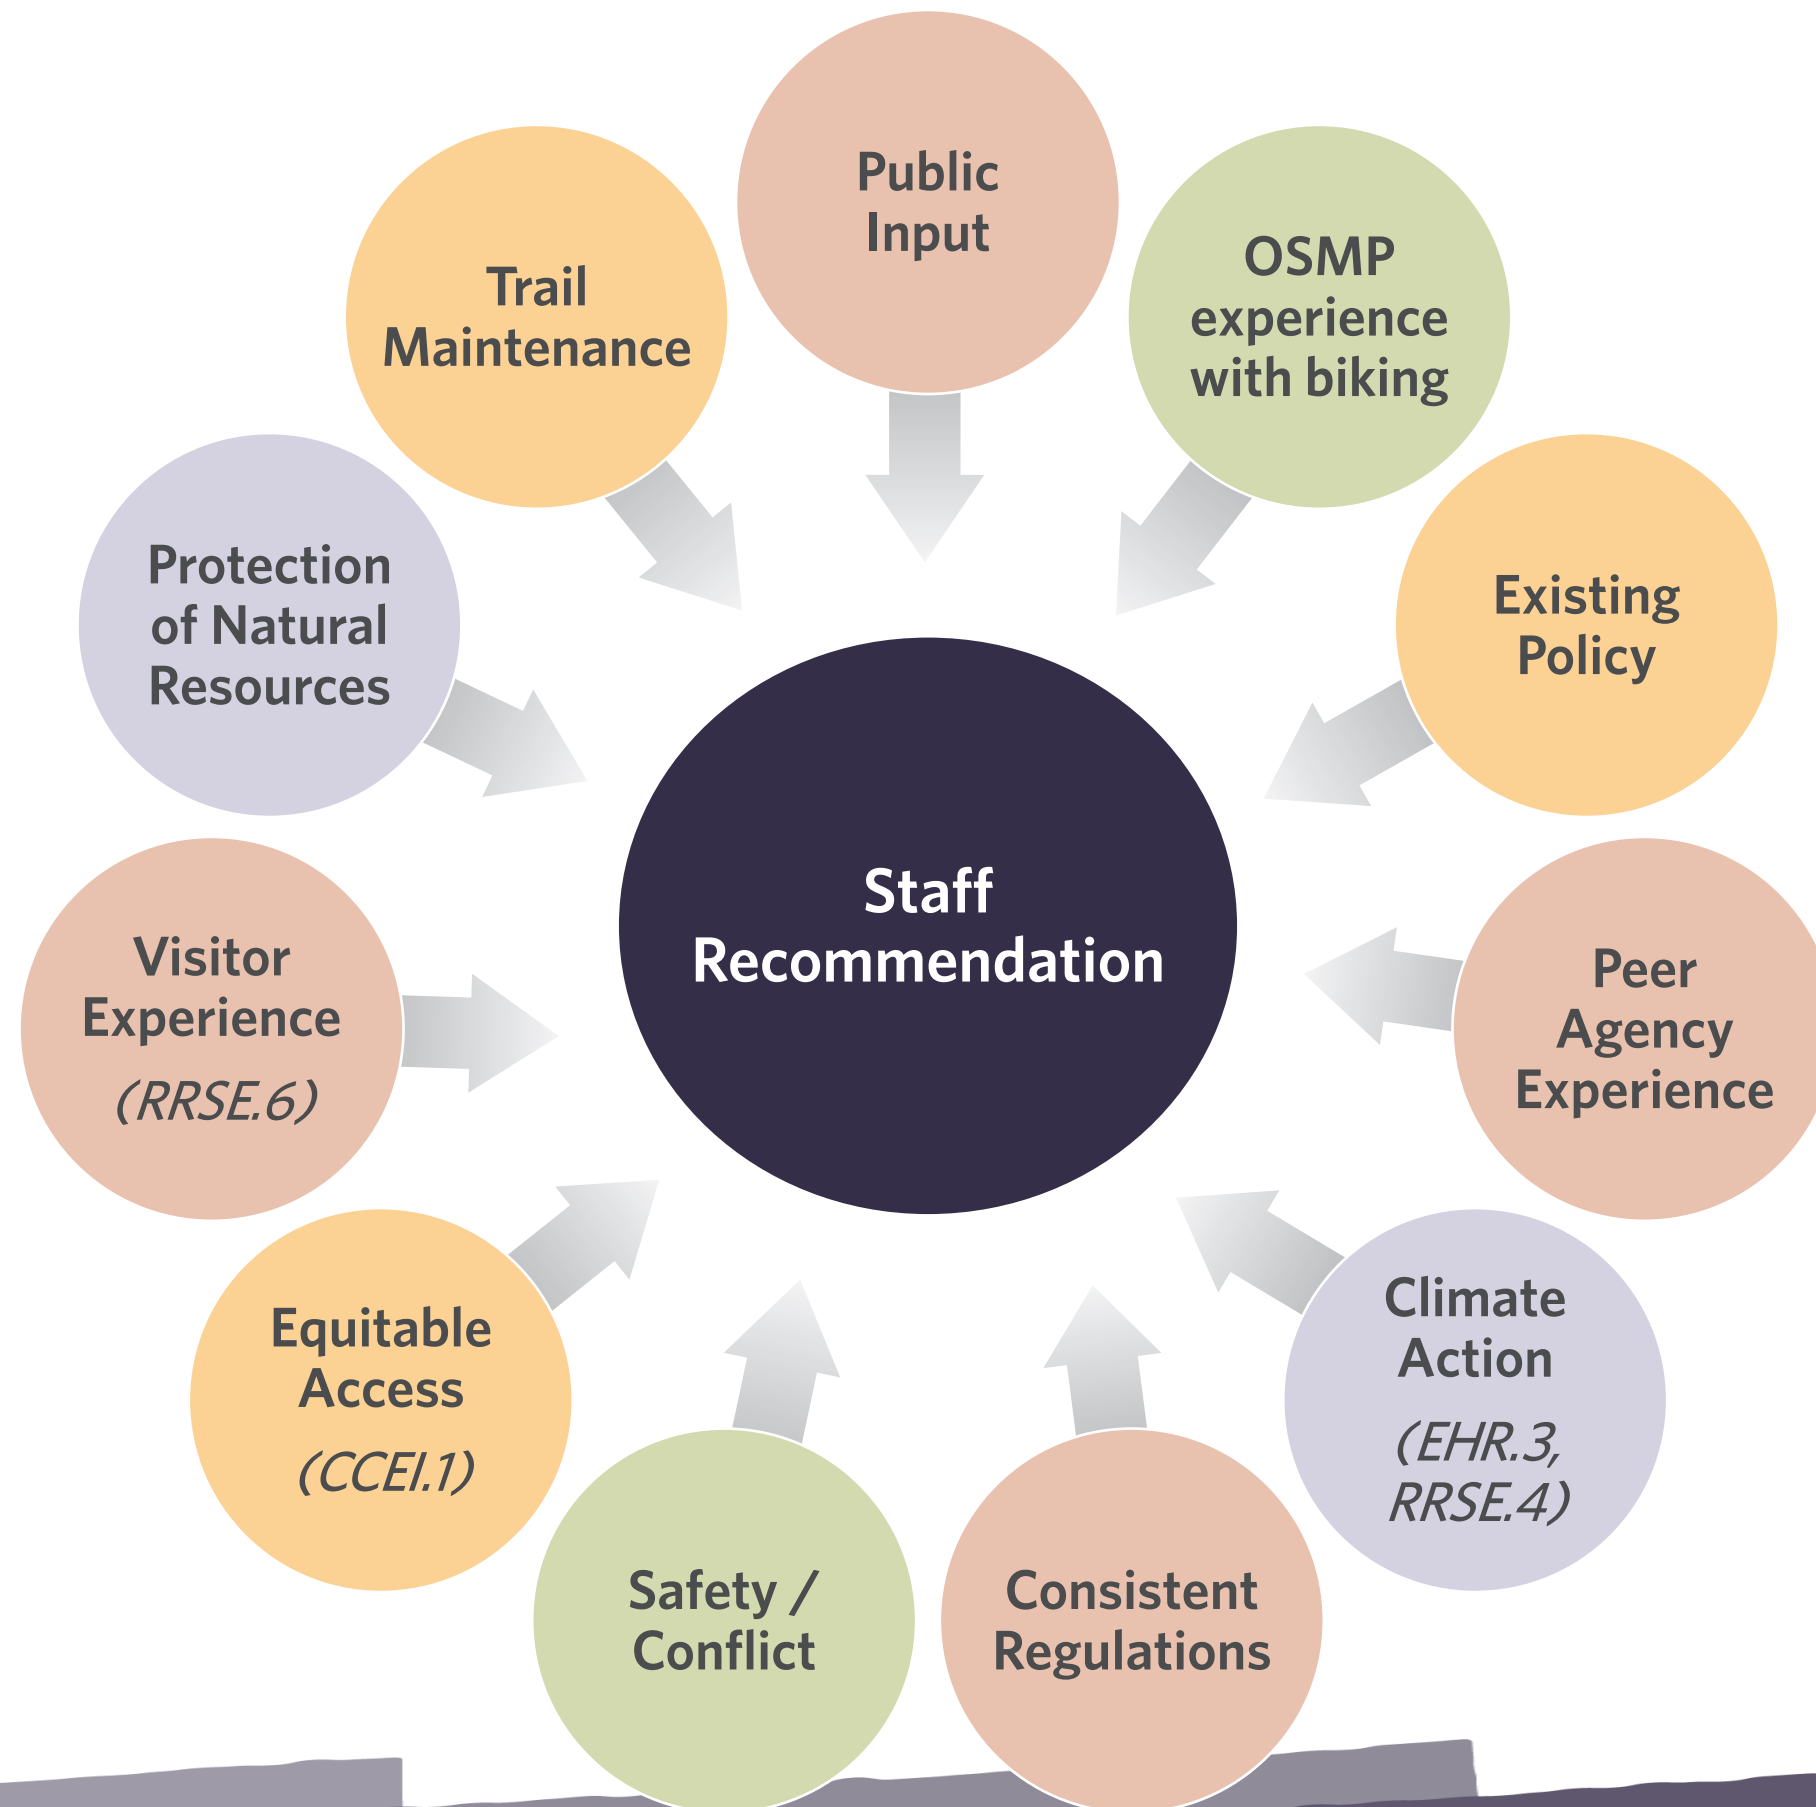 Public
Input
OSMP
experience
with biking
Existing
Policy
Peer
Agency
Experience
Climate
Action
(EHR.3,
RRSE.4)
Consistent
Regulations
Safety /
Conflict
Equitable
Access
(CCEI.1)
Visitor
Experience
(RRSE.6)
Protection
of Natural
Resources
Trail
Maintenance
Staff
Recommendation